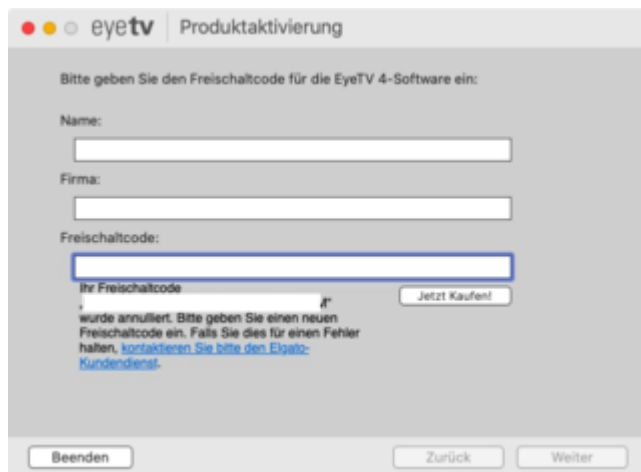 eyetv Produktaktivierung
Bitte geben Sie den Freischaltcode für die EyeTV 4-Software ein:
Name:
Firma:
Freischaltcode:
Ihr Freischaltcode
wurde annulliert. Bitte geben Sie einen neuen
Freischaltcode ein. Falls Sie dies für einen Fehler
halten, kontaktieren Sie bitte den Elgato-
Kundendienst.
Jetzt Kaufen!
Beenden
Zurück
Weiter